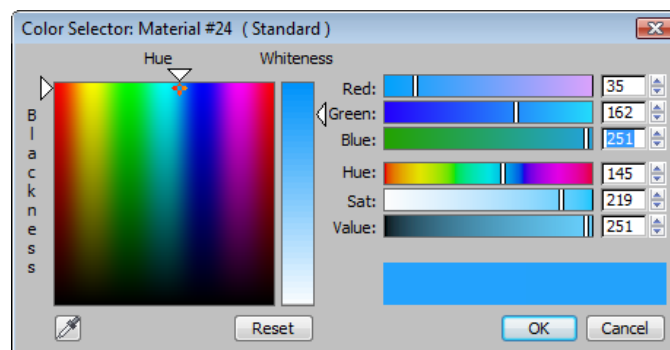 Color Selector: Material #24 ( Standard )
Hue
Whiteness
Blackness
Red: 35
Green: 162
Blue: 251
Hue: 145
Sat: 219
Value: 251
Reset
OK
Cancel